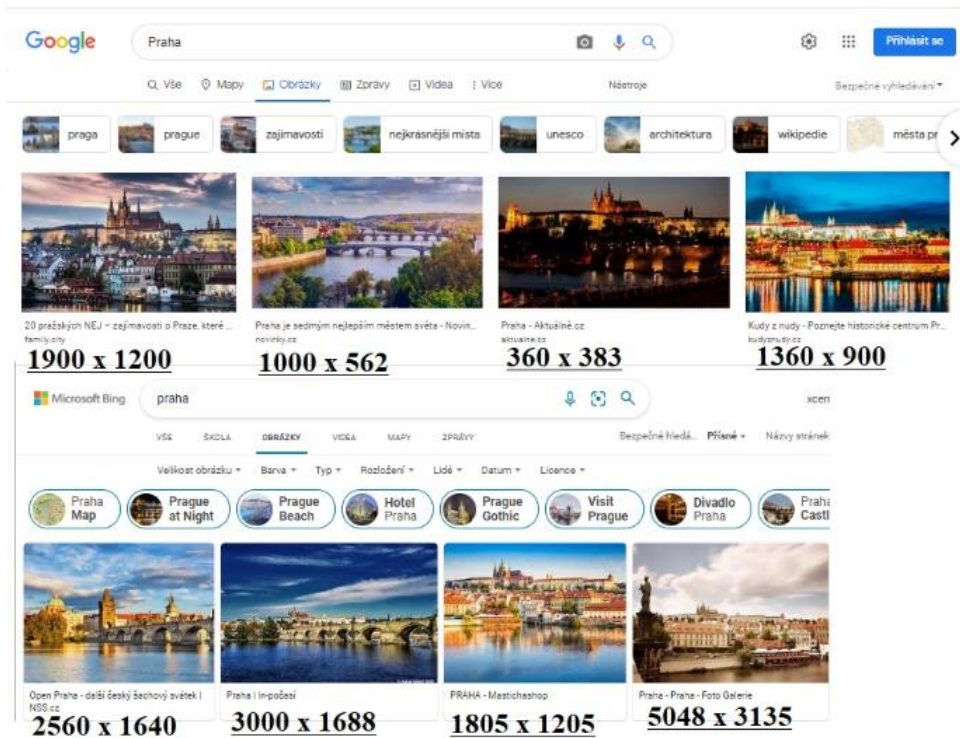 Google Praha Přihlásit se
Vše Mapy Obrázky Zprávy Videa Více Nástroje Bezpečné vyhledávání
praga prague zajímavosti nejkrásnější místa unesco architektura wikipedie města pr
20 pražských NEJ – zajímavosti o Praze, které ... Praha je sedmým nejlepším městem světa - Novin... Praha - Aktuálně.cz Kudy z nudy - Poznejte historické centrum Pr...
family.city novinky.cz aktualne.cz kudyznudy.cz
1900 x 1200 1000 x 562 360 x 383 1360 x 900
Microsoft Bing praha xcern
VŠE ŠKOLA OBRÁZKY VIDEA MAPY ZPRÁVY Bezpečné hledá... Přísné Názvy stránek
Velikost obrázku Barva Typ Rozložení Lidé Datum Licence
Praha Prague Prague Hotel Prague Visit Divadlo Praha
Map at Night Beach Praha Gothic Prague Praha Castl
Open Praha - další český šachový svátek | Praha | In-počasí PRAHA - Mastichashop Praha - Praha - Foto Galerie
NSS.cz
2560 x 1640 3000 x 1688 1805 x 1205 5048 x 3135